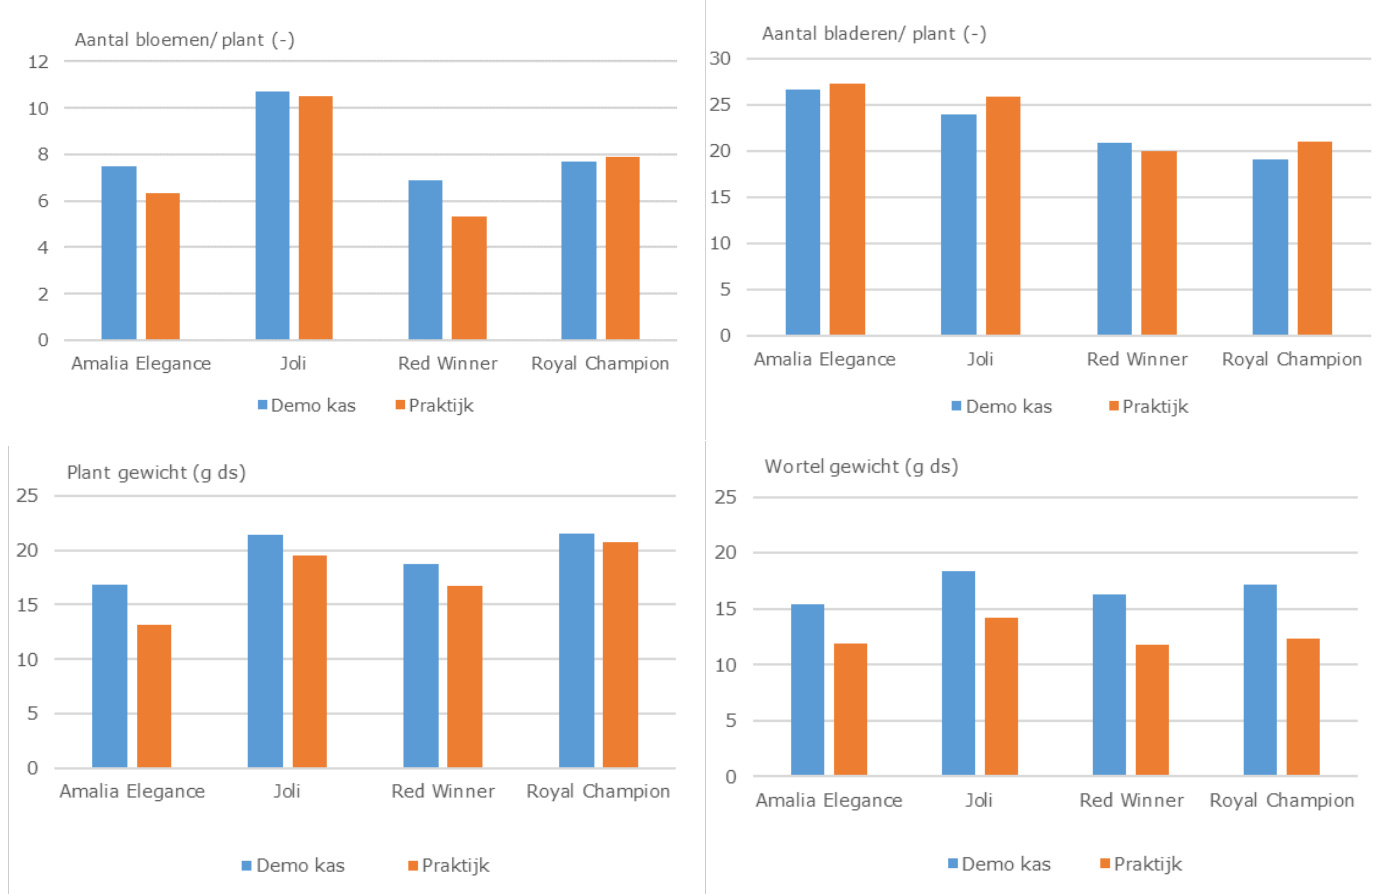 Aantal bloemen/ plant (-)
12
10
8
6
4
2
0
Amalia Elegance Joli Red Winner Royal Champion
Demo kas Praktijk
Aantal bladeren/ plant (-)
30
25
20
15
10
5
0
Amalia Elegance Joli Red Winner Royal Champion
Demo kas Praktijk
Plant gewicht (g ds)
25
20
15
10
5
0
Amalia Elegance Joli Red Winner Royal Champion
Demo kas Praktijk
Wortel gewicht (g ds)
25
20
15
10
5
0
Amalia Elegance Joli Red Winner Royal Champion
Demo kas Praktijk